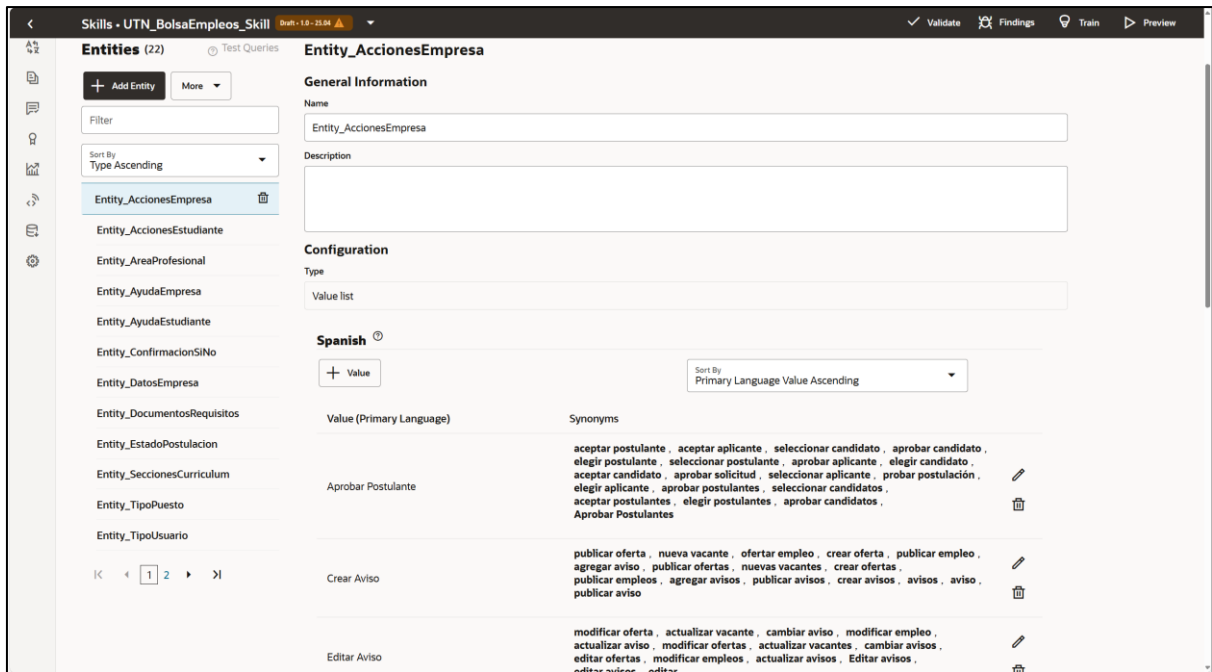 Skills • UTN_BolsaEmpleos_Skill Draft • 1.0 - 25.04
Validate Findings Train Preview
Entities (22) Test Queries
Add Entity More
Filter
Sort By
Type Ascending
Entity_AccionesEmpresa
Entity_AccionesEstudiante
Entity_AreaProfesional
Entity_AyudaEmpresa
Entity_AyudaEstudiante
Entity_ConfirmacionSiNo
Entity_DatosEmpresa
Entity_DocumentosRequisitos
Entity_EstadoPostulacion
Entity_SeccionesCurriculum
Entity_TipoPuesto
Entity_TipoUsuario
1 2
Entity_AccionesEmpresa
General Information
Name
Entity_AccionesEmpresa
Description
Configuration
Type
Value list
Spanish
+ Value
Sort By
Primary Language Value Ascending
Value (Primary Language) Synonyms
Aprobar Postulante
aceptar postulante , aceptar aplicante , seleccionar candidato , aprobar candidato ,
elegir postulante , seleccionar postulante , aprobar aplicante , elegir candidato ,
aceptar candidato , aprobar solicitud , seleccionar aplicante , probar postulación ,
elegir aplicante , aprobar postulantes , seleccionar candidatos ,
aceptar postulantes , elegir postulantes , aprobar candidatos ,
Aprobar Postulantes
Crear Aviso
publicar oferta , nueva vacante , ofertar empleo , crear oferta , publicar empleo ,
agregar aviso , publicar ofertas , nuevas vacantes , crear ofertas ,
publicar empleos , agregar avisos , publicar avisos , crear avisos , avisos , aviso ,
publicar aviso
Editar Aviso
modificar oferta , actualizar vacante , cambiar aviso , modificar empleo ,
actualizar aviso , modificar ofertas , actualizar vacantes , cambiar avisos ,
editar ofertas , modificar empleos , actualizar avisos , Editar avisos ,
editar avisos , editar